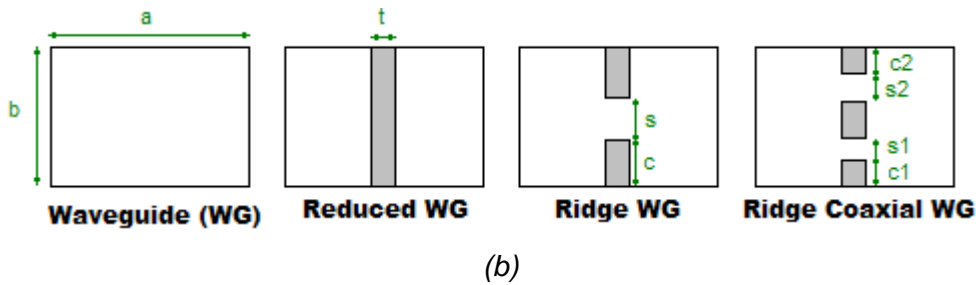 a
t
b
s
c
c2
s2
s1
c1
Waveguide (WG)
Reduced WG
Ridge WG
Ridge Coaxial WG
(b)